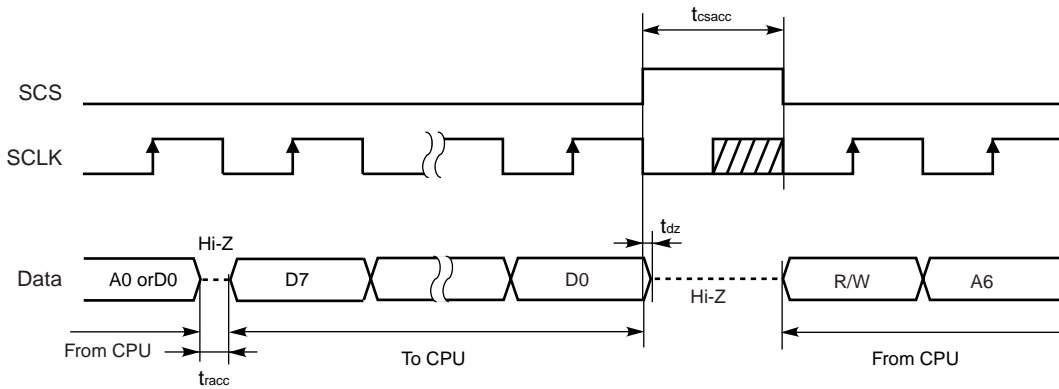 tcsacc
SCS
SCLK
Hi-Z
tdz
Data
A0 orD0
D7
D0
Hi-Z
R/W
A6
From CPU
To CPU
From CPU
tracc